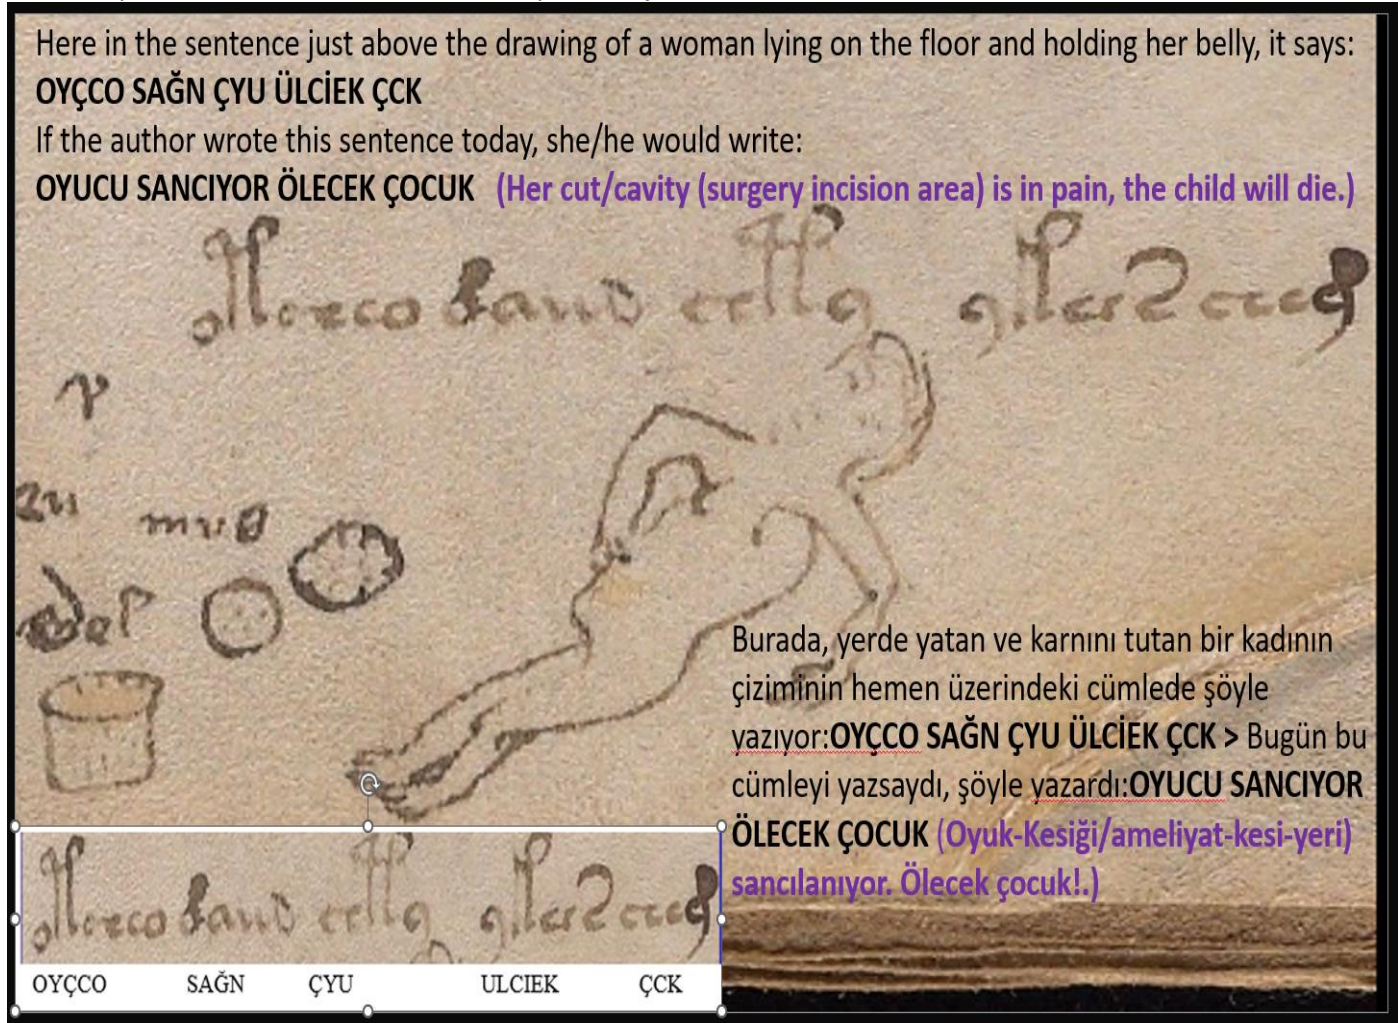 Here in the sentence just above the drawing of a woman lying on the floor and holding her belly, it says:
OYÇCO SAĞN ÇYU ÜLCİEK ÇCK
If the author wrote this sentence today, she/he would write:
OYUCU SANCIYOR ÖLECEK ÇOCUK (Her cut/cavity (surgery incision area) is in pain, the child will die.)
Burada, yerde yatan ve karnını tutan bir kadının
çiziminin hemen üzerindeki cümlede şöyle
yazıyor:OYÇCO SAĞN ÇYU ÜLCİEK ÇCK > Bugün bu
cümleyi yazsaydı, şöyle yazardı:OYUCU SANCIYOR
ÖLECEK ÇOCUK (Oyuk-Kesiği/ameliyat-kesi-yeri)
sancılanıyor. Ölecek çocuk!.)
OYÇCO SAĞN ÇYU ULCIEK ÇCK